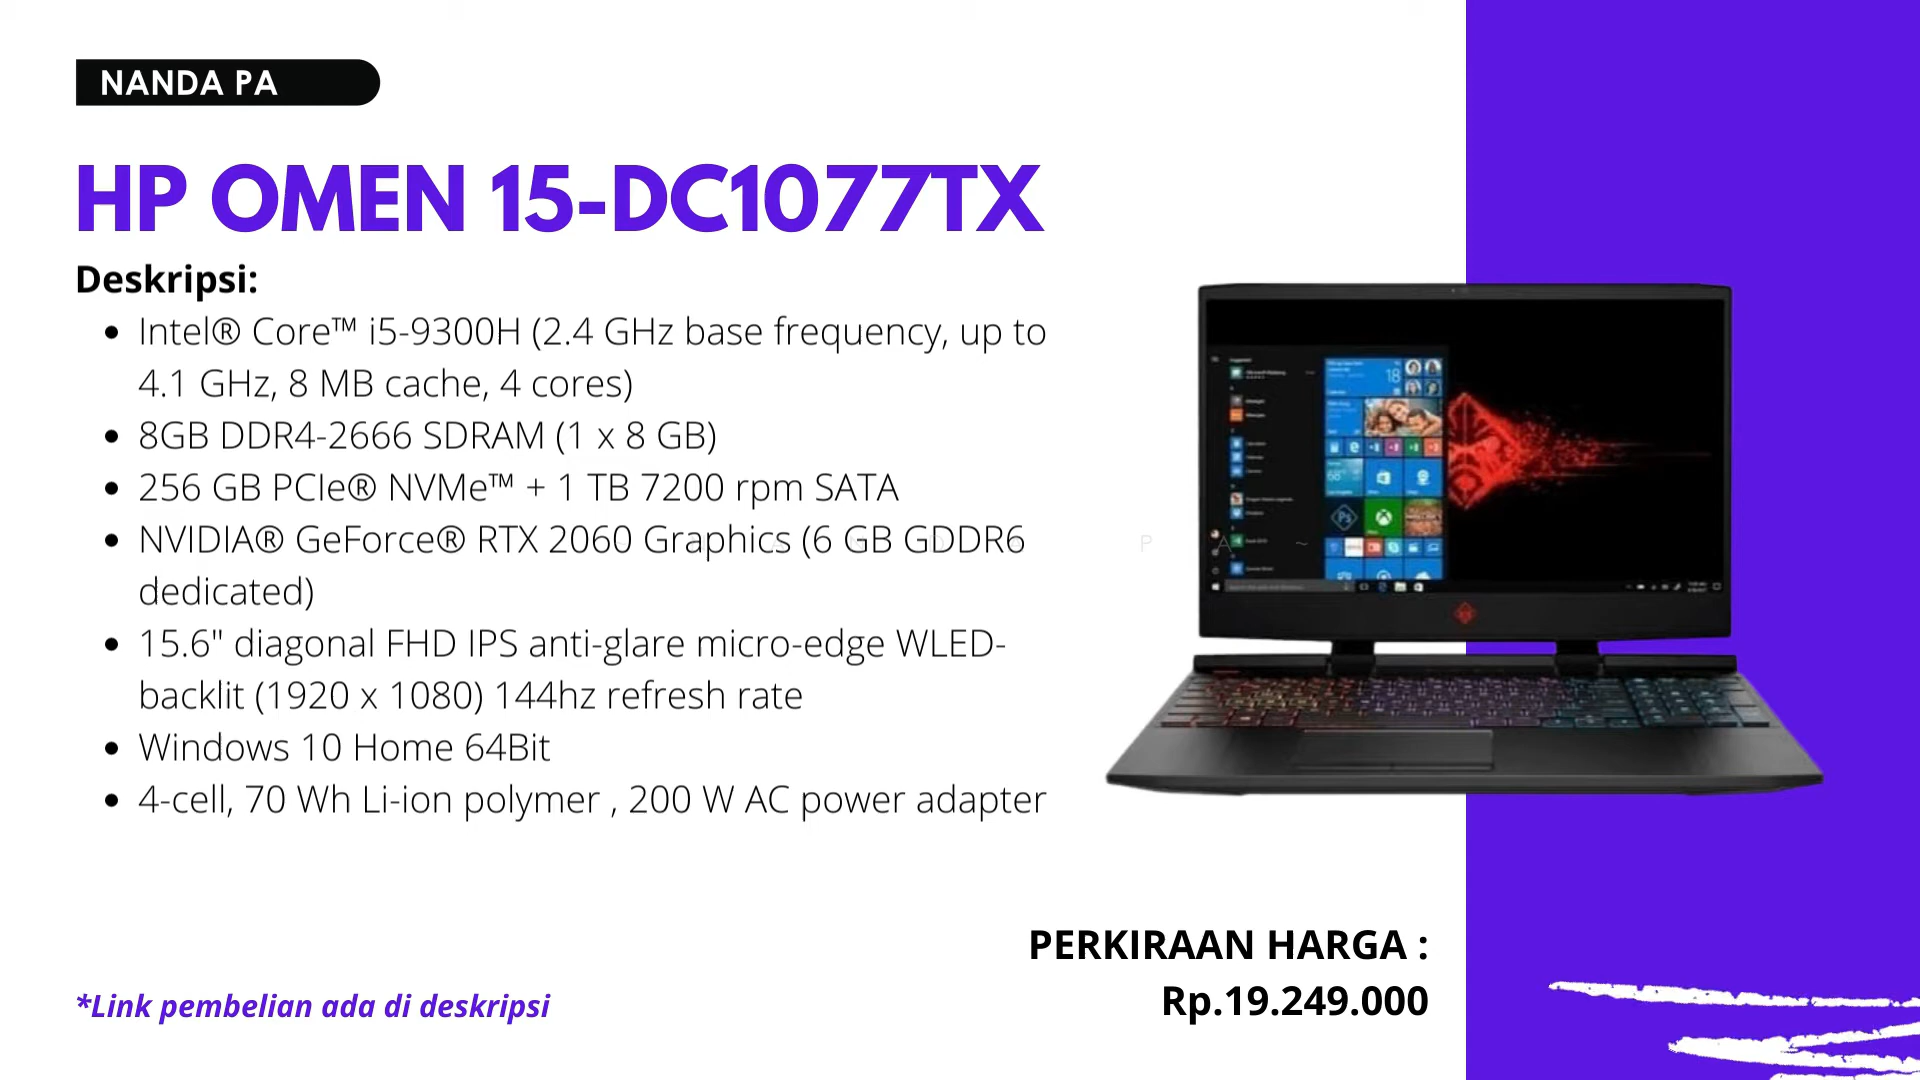 NANDA PA
HP OMEN 15-DC1077TX
Deskripsi:
• Intel® Core™ i5-9300H (2.4 GHz base frequency, up to
4.1 GHz, 8 MB cache, 4 cores)
• 8GB DDR4-2666 SDRAM (1 x 8 GB)
• 256 GB PCIe® NVMe™ + 1 TB 7200 rpm SATA
• NVIDIA® GeForce® RTX 2060 Graphics (6 GB GDDR6
dedicated)
• 15.6" diagonal FHD IPS anti-glare micro-edge WLED-
backlit (1920 x 1080) 144hz refresh rate
• Windows 10 Home 64Bit
• 4-cell, 70 Wh Li-ion polymer , 200 W AC power adapter
PERKIRAAN HARGA :
Rp.19.249.000
*Link pembelian ada di deskripsi